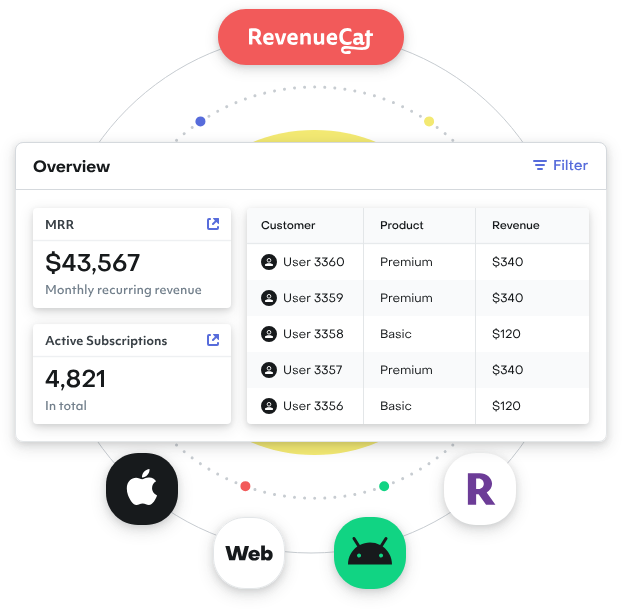 RevenueCat
Overview
Filter
MRR
$43,567
Monthly recurring revenue
Active Subscriptions
4,821
In total
Customer Product Revenue
User 3360 Premium $340
User 3359 Premium $340
User 3358 Basic $120
User 3357 Premium $340
User 3356 Basic $120
R
Web